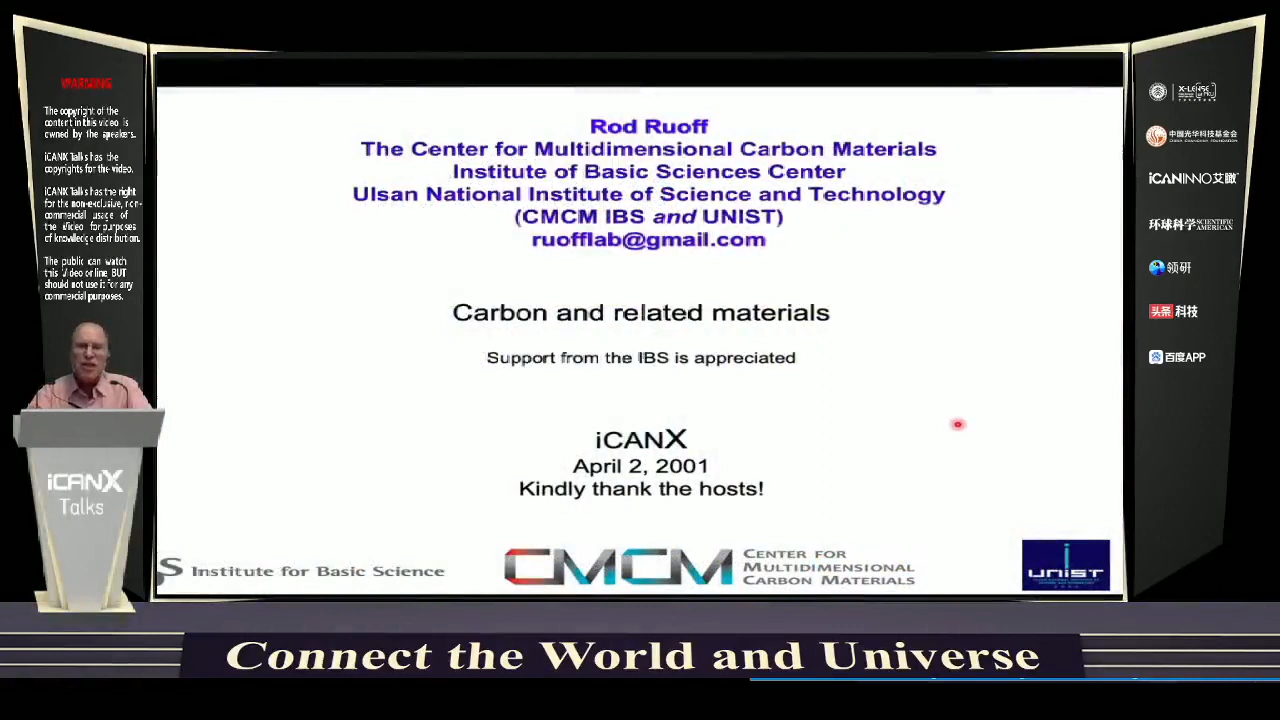 WARNING
The copyright of the
content in this video is
owned by the speakers.
iCANX Talks has the
copyrights for the video.
iCANX Talks has the right
for the non-exclusive, non-
commercial usage of
the Video for purposes
of knowledge distribution.
The public can watch
this Video online BUT
should not use it for any
commercial purposes.
iCANX
Talks
Rod Ruoff
The Center for Multidimensional Carbon Materials
Institute of Basic Sciences Center
Ulsan National Institute of Science and Technology
(CMCM IBS and UNIST)
ruofflab@gmail.com
Carbon and related materials
Support from the IBS is appreciated
iCANX
April 2, 2001
Kindly thank the hosts!
S Institute for Basic Science
CMCM
CENTER FOR
MULTIDIMENSIONAL
CARBON MATERIALS
UNIST
中国光华科技基金会
iCANINNO艾瞰
环球科学 SCIENTIFIC
AMERICAN
领研
头条 科技
百度APP
Connect the World and Universe